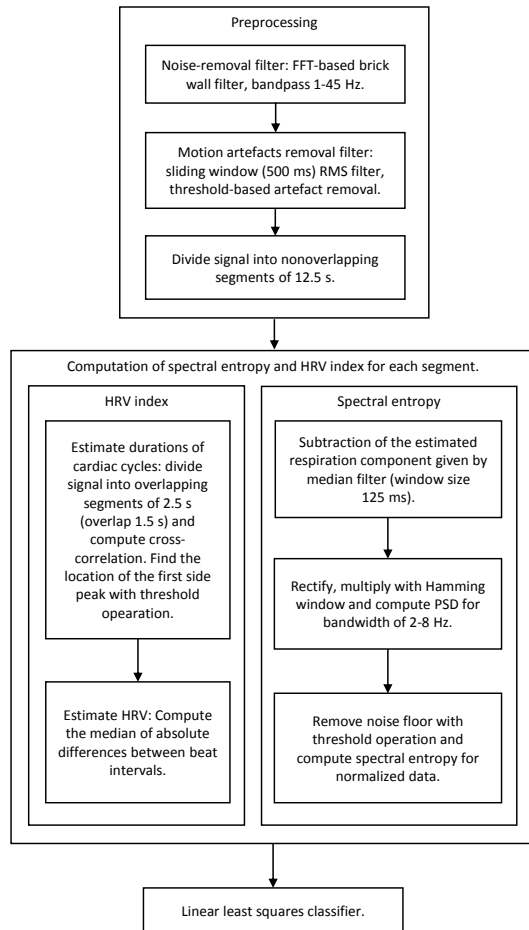 Preprocessing
Noise-removal filter: FFT-based brick
wall filter, bandpass 1-45 Hz.
Motion artefacts removal filter:
sliding window (500 ms) RMS filter,
threshold-based artefact removal.
Divide signal into nonoverlapping
segments of 12.5 s.
Computation of spectral entropy and HRV index for each segment.
HRV index
Estimate durations of
cardiac cycles: divide
signal into overlapping
segments of 2.5 s
(overlap 1.5 s) and
compute cross-
correlation. Find the
location of the first side
peak with threshold
opearation.
Estimate HRV: Compute
the median of absolute
differences between beat
intervals.
Spectral entropy
Subtraction of the estimated
respiration component given by
median filter (window size
125 ms).
Rectify, multiply with Hamming
window and compute PSD for
bandwidth of 2-8 Hz.
Remove noise floor with
threshold operation and
compute spectral entropy for
normalized data.
Linear least squares classifier.